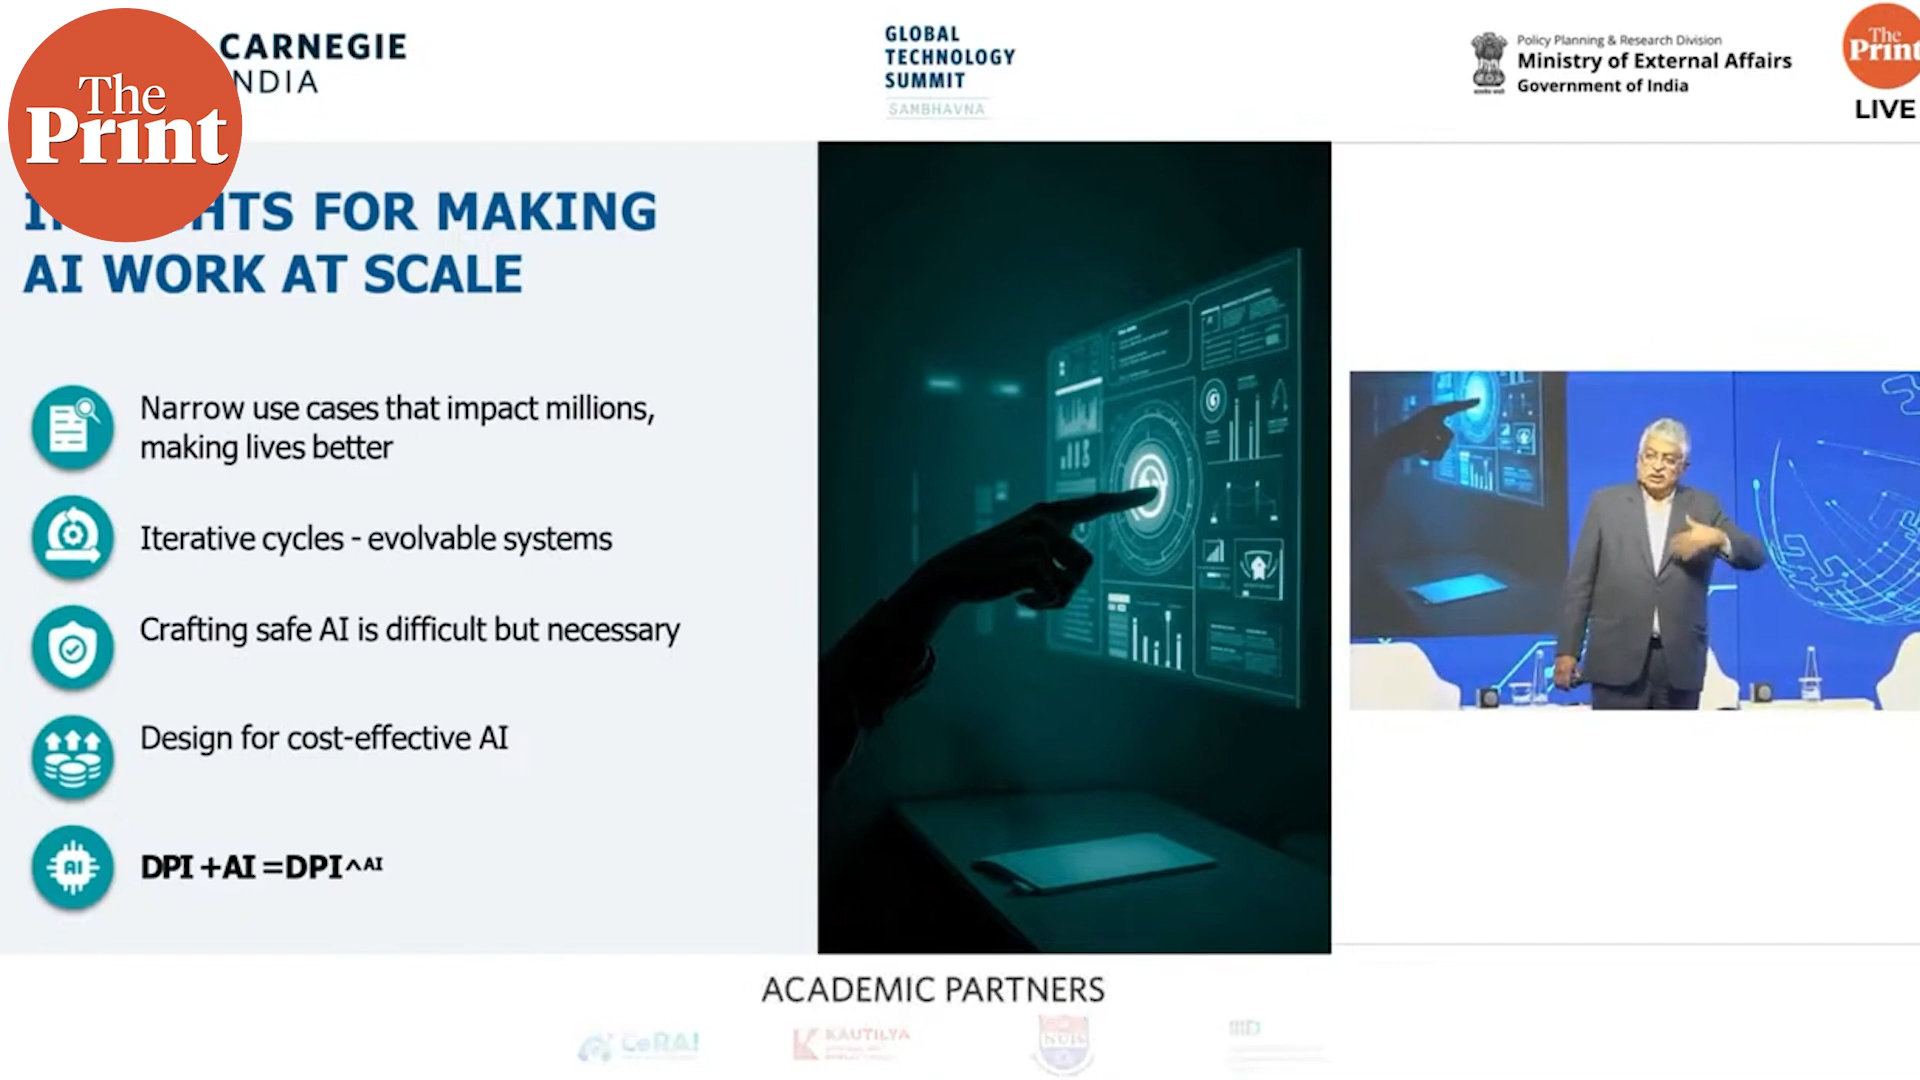 The
Print
CARNEGIE
NDIA
GLOBAL
TECHNOLOGY
SUMMIT
SAMBHAVNA
Policy Planning & Research Division
Ministry of External Affairs
Government of India
The
Print
LIVE
HTS FOR MAKING
AI WORK AT SCALE
Narrow use cases that impact millions,
making lives better
Iterative cycles - evolvable systems
Crafting safe AI is difficult but necessary
Design for cost-effective AI
AI
DPI +AI =DPI^AI
ACADEMIC PARTNERS
CeRAI
KAUTILYA